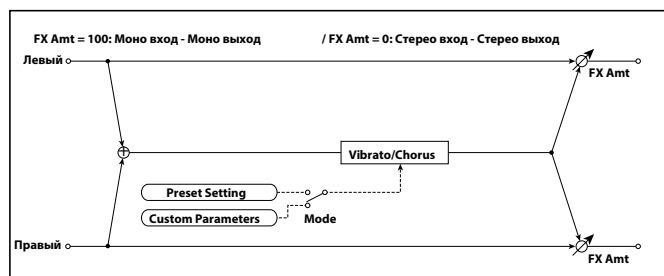 FX Amt = 100: Моно вход - Моно выход / FX Amt = 0: Стерео вход - Стерео выход
Левый
FX Amt
Vibrato/Chorus
Preset Setting
Custom Parameters
Mode
Правый
FX Amt